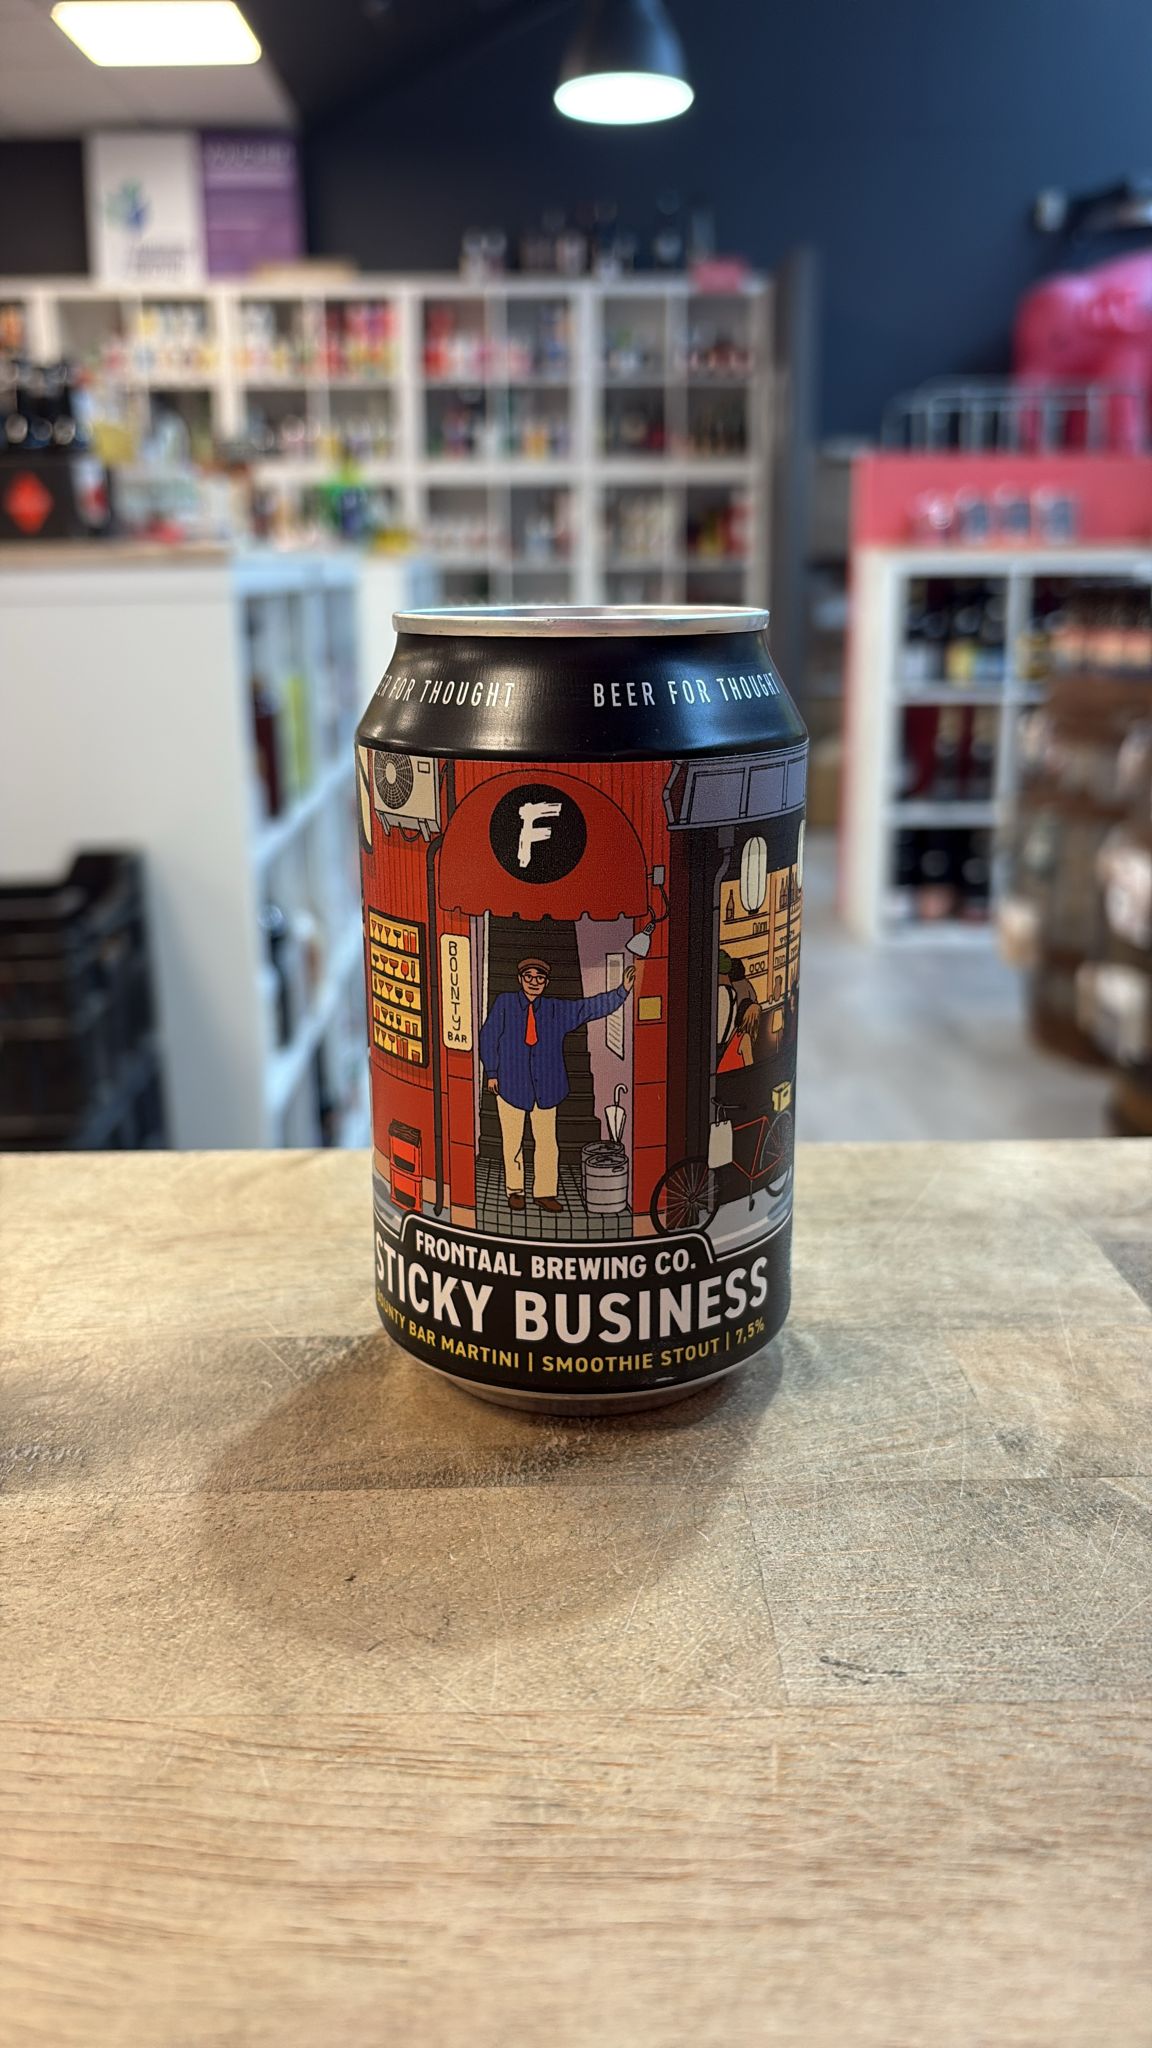 FOR THOUGHT BEER FOR THOUGHT
F
BOUNTY
BAR
FRONTAAL BREWING CO.
STICKY BUSINESS
BOUNTY BAR MARTINI | SMOOTHIE STOUT | 7,5%